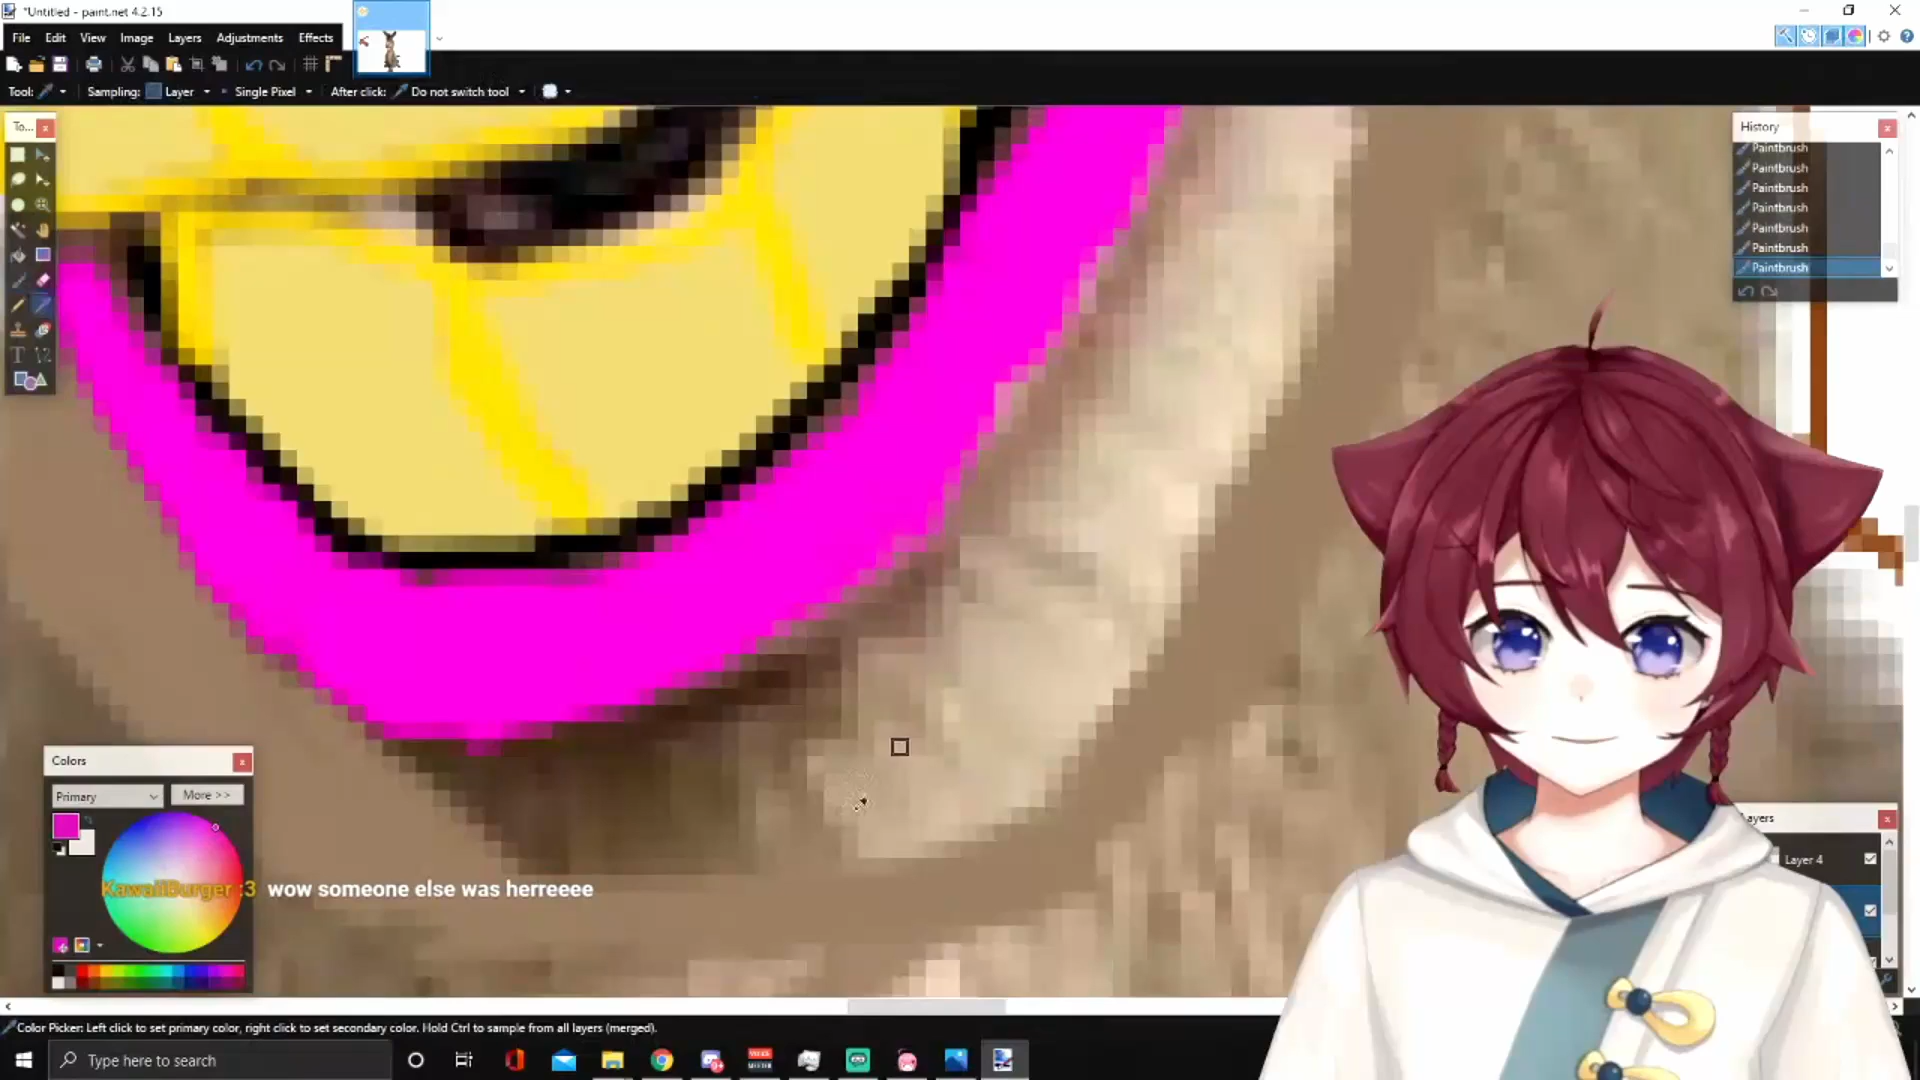 *Untitled - paint.net 4.2.15
File Edit View Image Layers Adjustments Effects
Tool: Sampling: Layer Single Pixel After click: Do not switch tool
To...
History
Paintbrush
Paintbrush
Paintbrush
Paintbrush
Paintbrush
Paintbrush
Paintbrush
Colors
Primary More >>
KawaiiBurger :3 wow someone else was herreeee
Layers
Layer 4
Color Picker: Left click to set primary color, right click to set secondary color. Hold Ctrl to sample from all layers (merged).
Type here to search